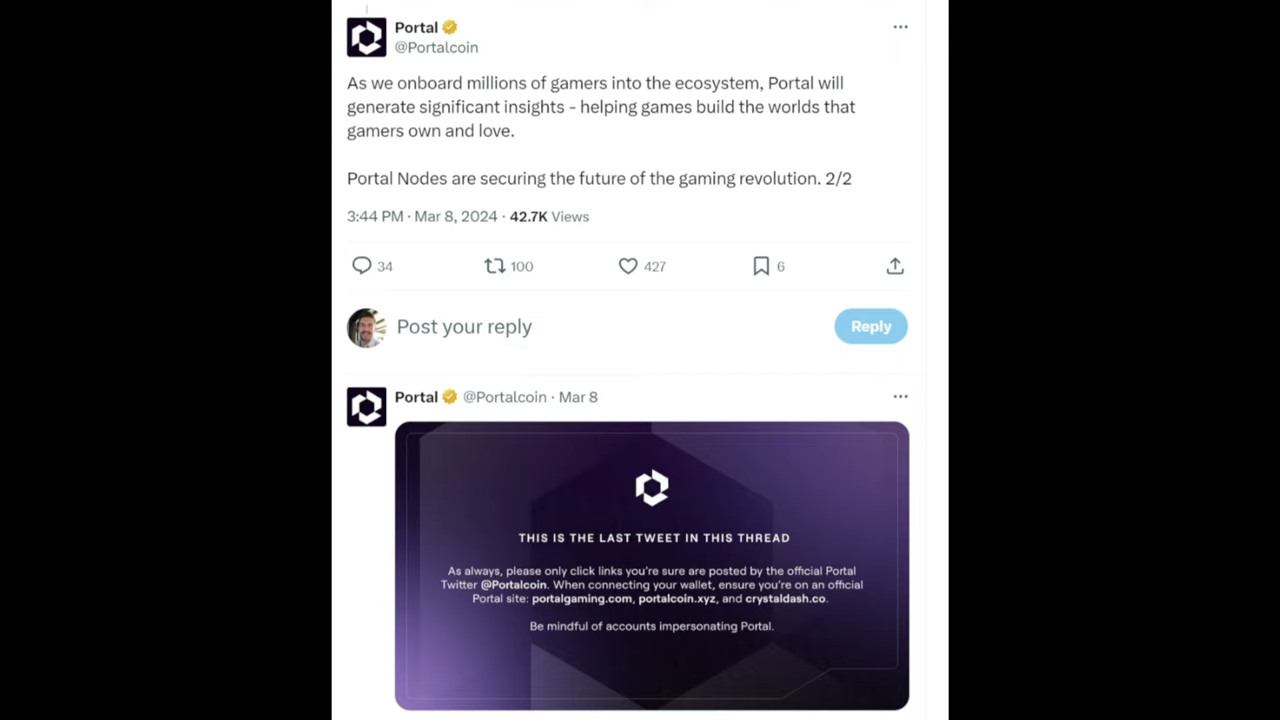 Portal
@Portalcoin
As we onboard millions of gamers into the ecosystem, Portal will
generate significant insights - helping games build the worlds that
gamers own and love.
Portal Nodes are securing the future of the gaming revolution. 2/2
3:44 PM · Mar 8, 2024 · 42.7K Views
34 100 427 6
Post your reply
Reply
Portal @Portalcoin · Mar 8
THIS IS THE LAST TWEET IN THIS THREAD
As always, please only click links you're sure are posted by the official Portal
Twitter @Portalcoin. When connecting your wallet, ensure you're on an official
Portal site: portalgaming.com, portalcoin.xyz, and crystaldash.co.
Be mindful of accounts impersonating Portal.